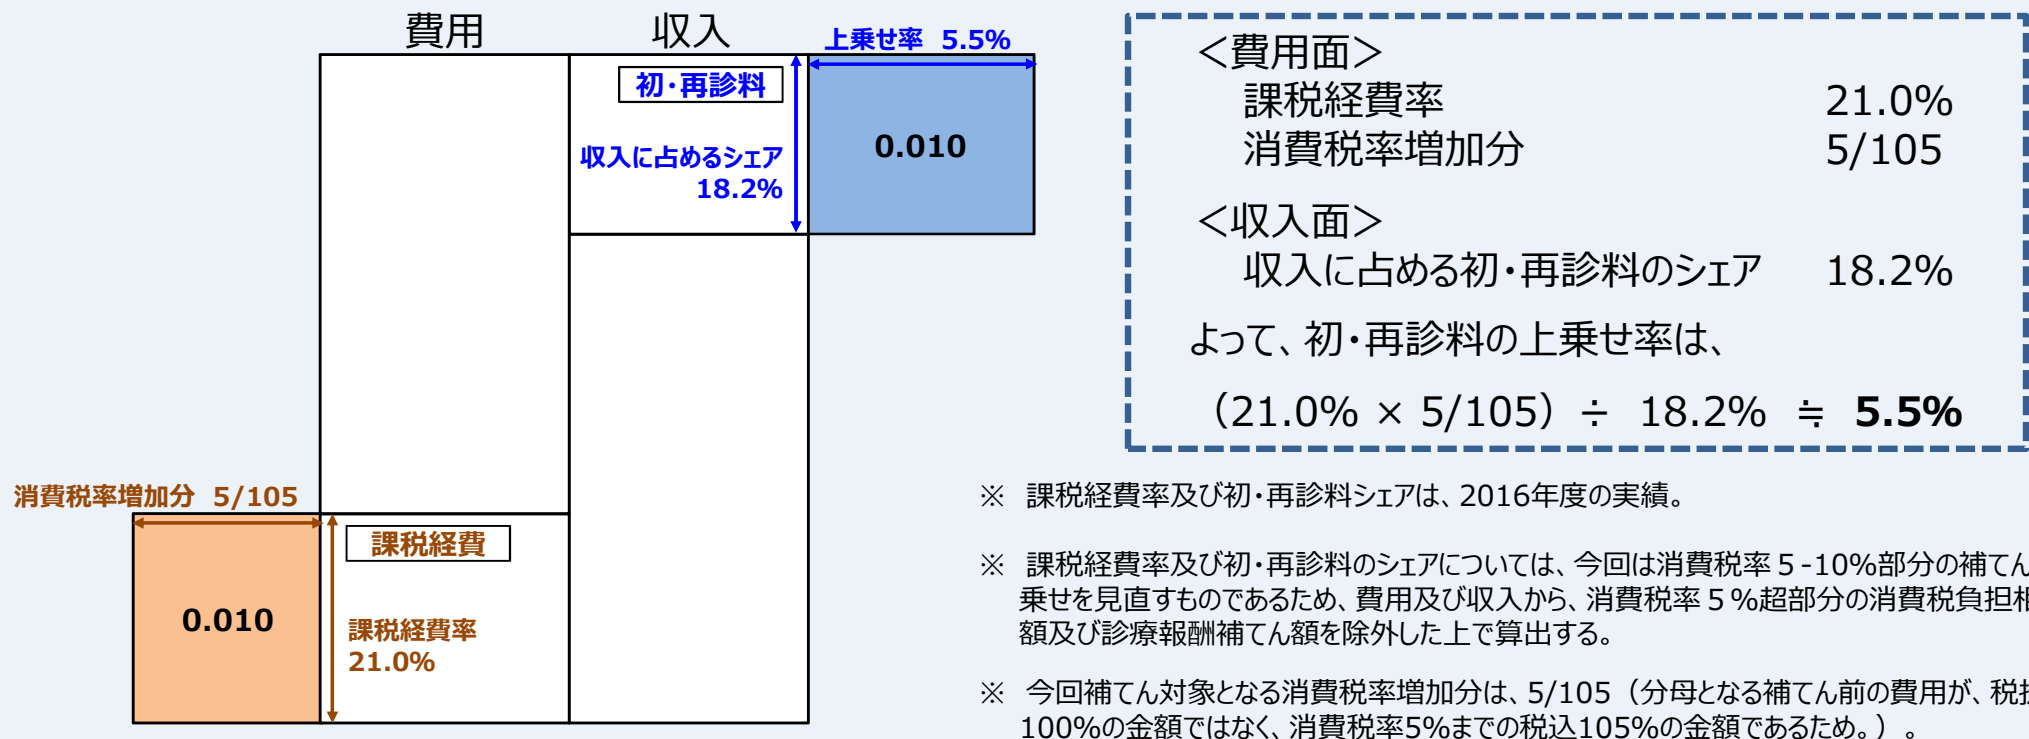 費用
収入
上乗せ率 5.5%
初・再診料
収入に占めるシェア
18.2%
0.010
消費税率増加分 5/105
課税経費
0.010
課税経費率
21.0%
＜費用面＞
課税経費率 21.0%
消費税率増加分 5/105
＜収入面＞
収入に占める初・再診料のシェア 18.2%
よって、初・再診料の上乗せ率は、
（21.0% × 5/105）÷ 18.2% ≒ 5.5%
※ 課税経費率及び初・再診料シェアは、2016年度の実績。
※ 課税経費率及び初・再診料のシェアについては、今回は消費税率５-10%部分の補てん
乗せを見直すものであるため、費用及び収入から、消費税率５%超部分の消費税負担相
額及び診療報酬補てん額を除外した上で算出する。
※ 今回補てん対象となる消費税率増加分は、5/105（分母となる補てん前の費用が、税抜
100%の金額ではなく、消費税率5%までの税込105%の金額であるため。）。